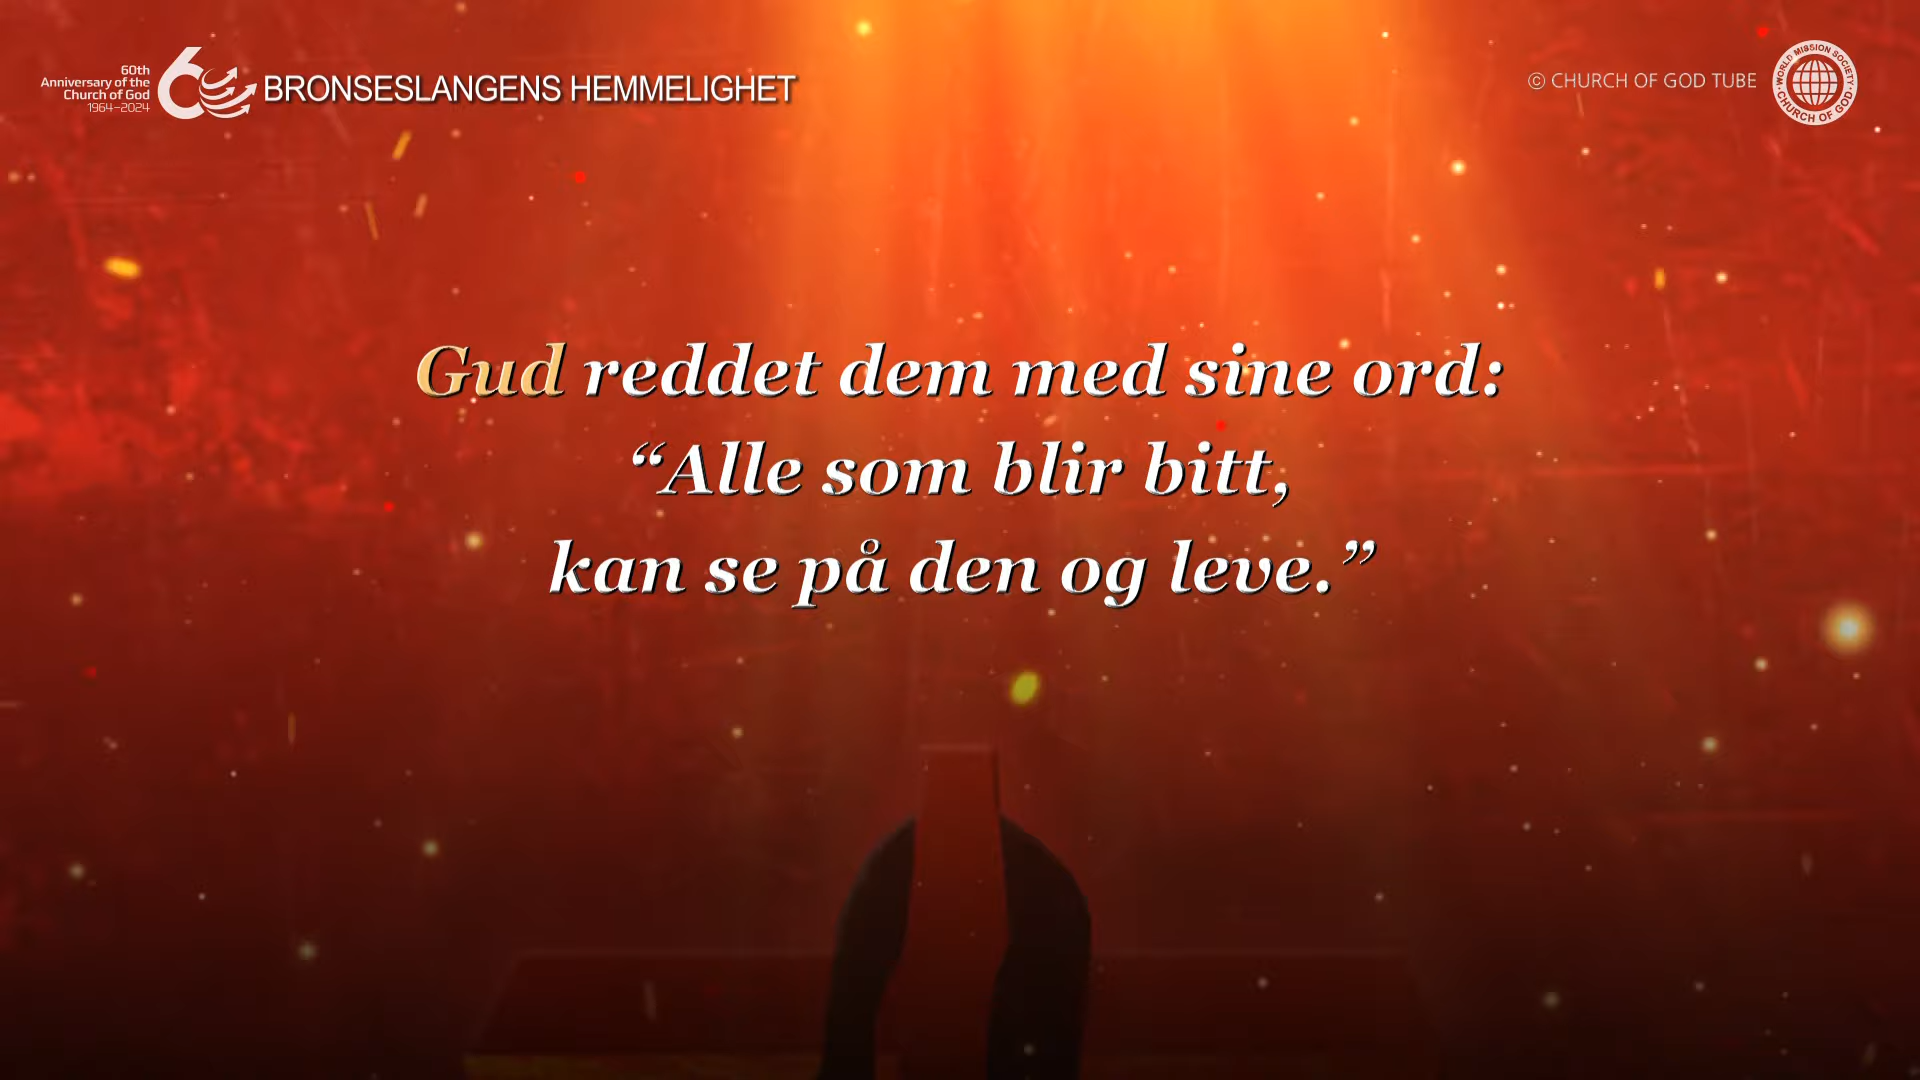 60th
Anniversary of the
Church of God
1964–2024
60
BRONSESLANGENS HEMMELIGHET
ⓒ CHURCH OF GOD TUBE
WORLD MISSION SOCIETY
CHURCH OF GOD
Gud reddet dem med sine ord:
“Alle som blir bitt,
kan se på den og leve.”